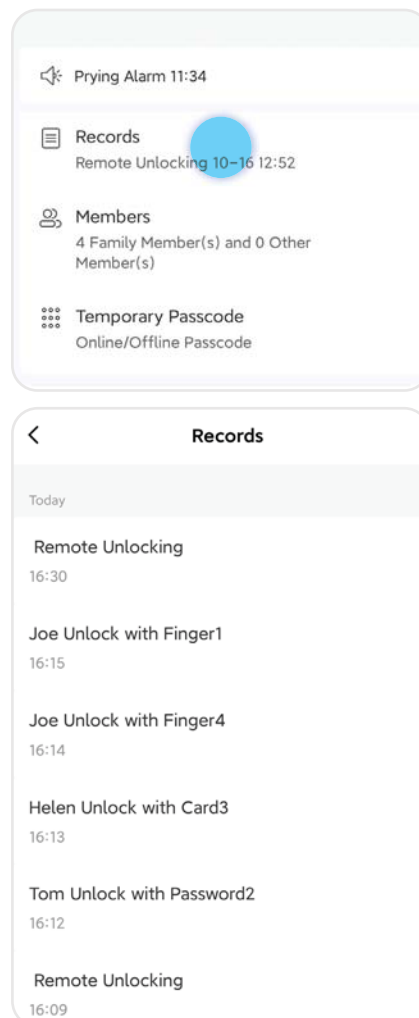 Prying Alarm 11:34
Records
Remote Unlocking 10-16 12:52
Members
4 Family Member(s) and 0 Other
Member(s)
Temporary Passcode
Online/Offline Passcode
Records
Today
Remote Unlocking
16:30
Joe Unlock with Finger1
16:15
Joe Unlock with Finger4
16:14
Helen Unlock with Card3
16:13
Tom Unlock with Password2
16:12
Remote Unlocking
16:09